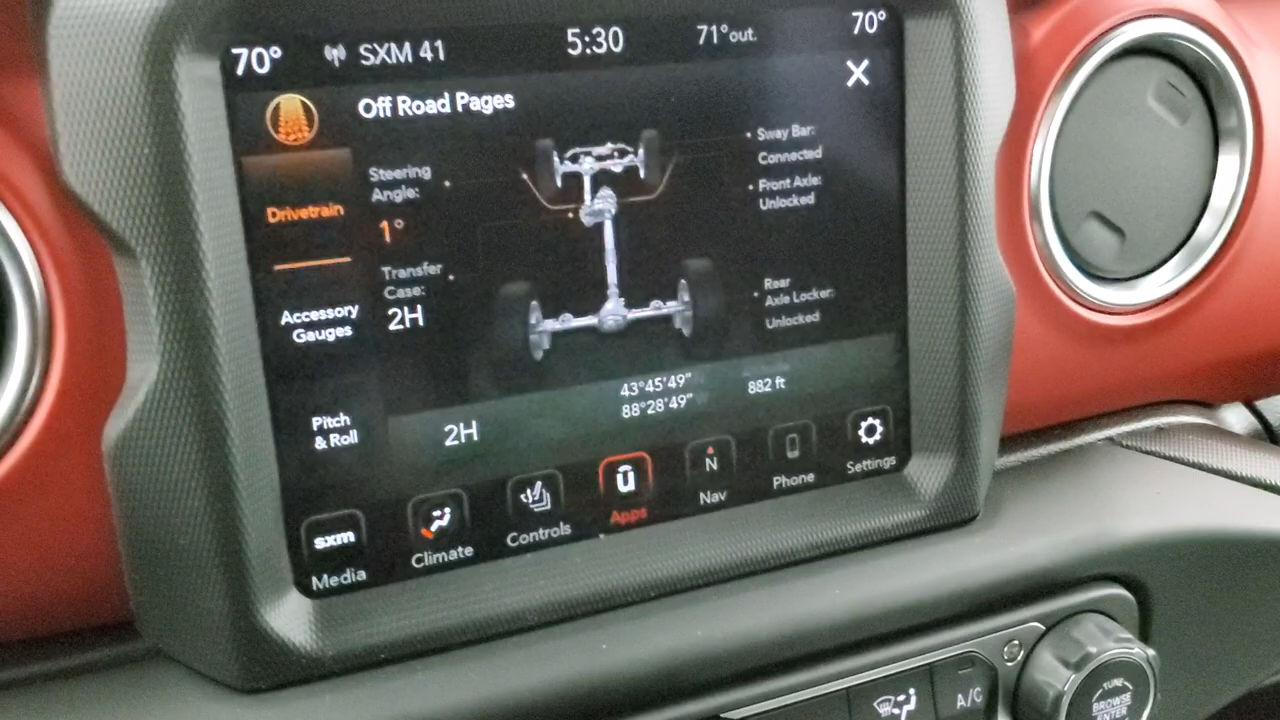 70° SXM 41 5:30 71°out. 70°
Off Road Pages
X
Drivetrain
Accessory
Gauges
Pitch
& Roll
Steering
Angle:
1°
Transfer
Case:
2H
Sway Bar:
Connected
Front Axle:
Unlocked
Rear
Axle Locker:
Unlocked
2H
43°45'49"
88°28'49"
882 ft
sxm
Media
Climate
Controls
ū
Apps
N
Nav
Phone
Settings
A/C
TUNE
BROWSE
ENTER